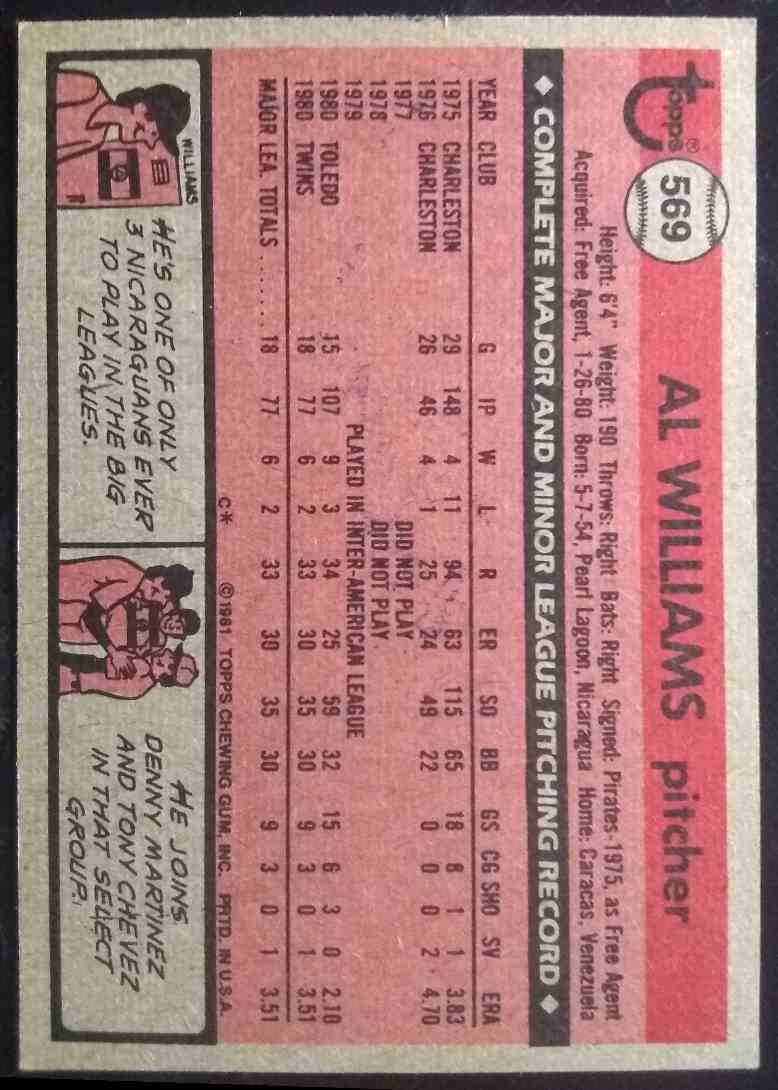 topps®
569
AL WILLIAMS pitcher
Height: 6'4" Weight: 190 Throws: Right Bats: Right Signed: Pirates-1975, as Free Agent
Acquired: Free Agent, 1-26-80 Born: 5-7-54, Pearl Lagoon, Nicaragua Home: Caracas, Venezuela
◆ COMPLETE MAJOR AND MINOR LEAGUE PITCHING RECORD ◆
YEAR CLUB G IP W L R ER SO BB GS CG SHO SV ERA
1975 CHARLESTON 29 148 4 11 94 63 115 65 18 8 1 1 3.83
1976 CHARLESTON 26 46 4 1 25 24 49 22 0 0 0 2 4.70
1977 DID NOT PLAY
1978 DID NOT PLAY
1979 PLAYED IN INTER-AMERICAN LEAGUE
1980 TOLEDO 15 107 9 3 34 25 59 32 15 6 3 0 2.10
1980 TWINS 18 77 6 2 33 30 35 30 9 3 0 1 3.51
MAJOR LEA. TOTALS ....... 18 77 6 2 33 30 35 30 9 3 0 1 3.51
C* ©1981 TOPPS CHEWING GUM, INC. PRTD. IN U.S.A.
WILLIAMS
HE'S ONE OF ONLY
3 NICARAGUANS EVER
TO PLAY IN THE BIG
LEAGUES.
HE JOINS
DENNY MARTINEZ
AND TONY CHEVEZ
IN THAT SELECT
GROUP.